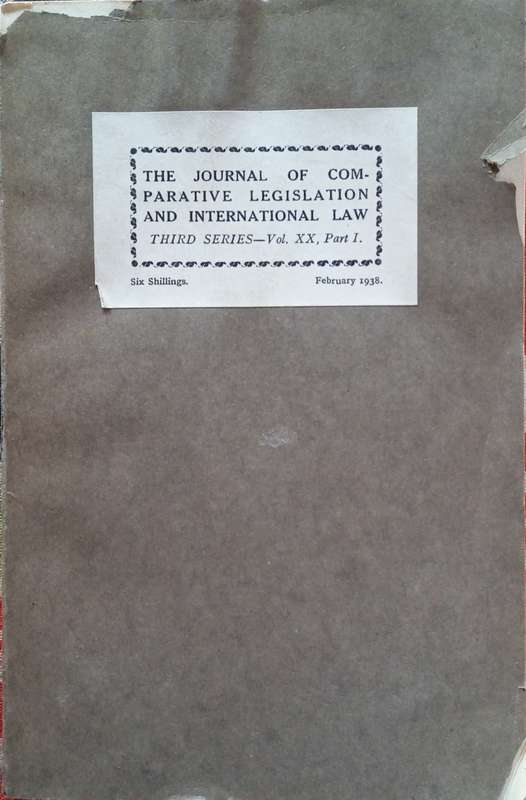 THE JOURNAL OF COM-
PARATIVE LEGISLATION
AND INTERNATIONAL LAW
THIRD SERIES—Vol. XX, Part I.
Six Shillings. February 1938.